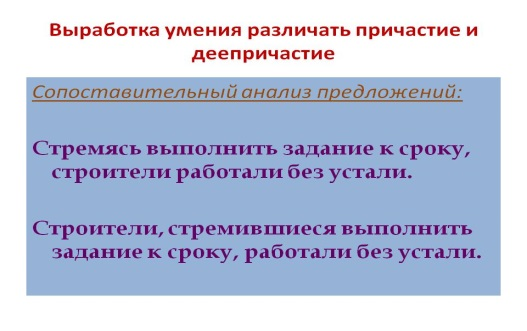 Выработка умения различать причастие и
деепричастие
Сопоставительный анализ предложений:
Стремясь выполнить задание к сроку,
строители работали без устали.
Строители, стремившиеся выполнить
задание к сроку, работали без устали.